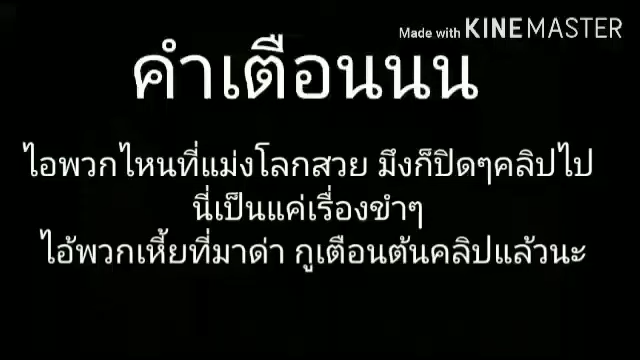 Made with KINEMASTER
คำเตือนนน
ไอพวกไหนที่แม่งโลกสวย มึงก็ปิดๆคลิปไป
นี่เป็นแค่เรื่องขำๆ
ไอ้พวกเหี้ยที่มาด่า กูเตือนต้นคลิปแล้วนะ